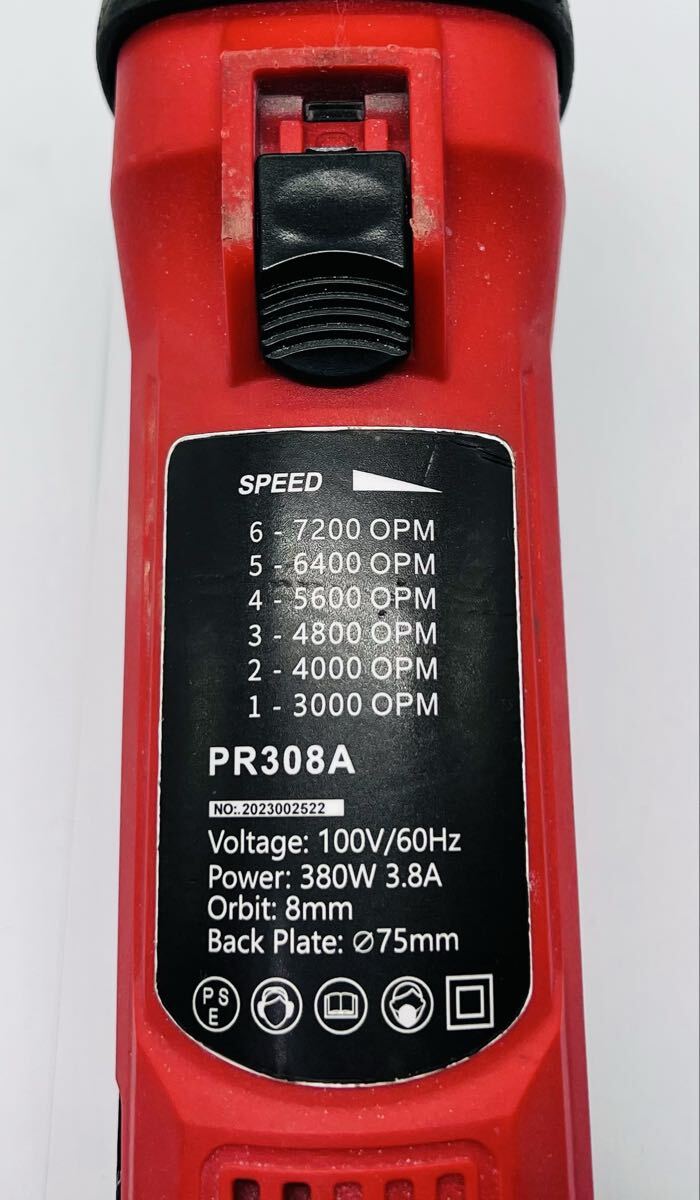 SPEED
6 - 7200 OPM
5 - 6400 OPM
4 - 5600 OPM
3 - 4800 OPM
2 - 4000 OPM
1 - 3000 OPM
PR308A
NO:.2023002522
Voltage: 100V/60Hz
Power: 380W 3.8A
Orbit: 8mm
Back Plate: ⌀75mm
PS
E